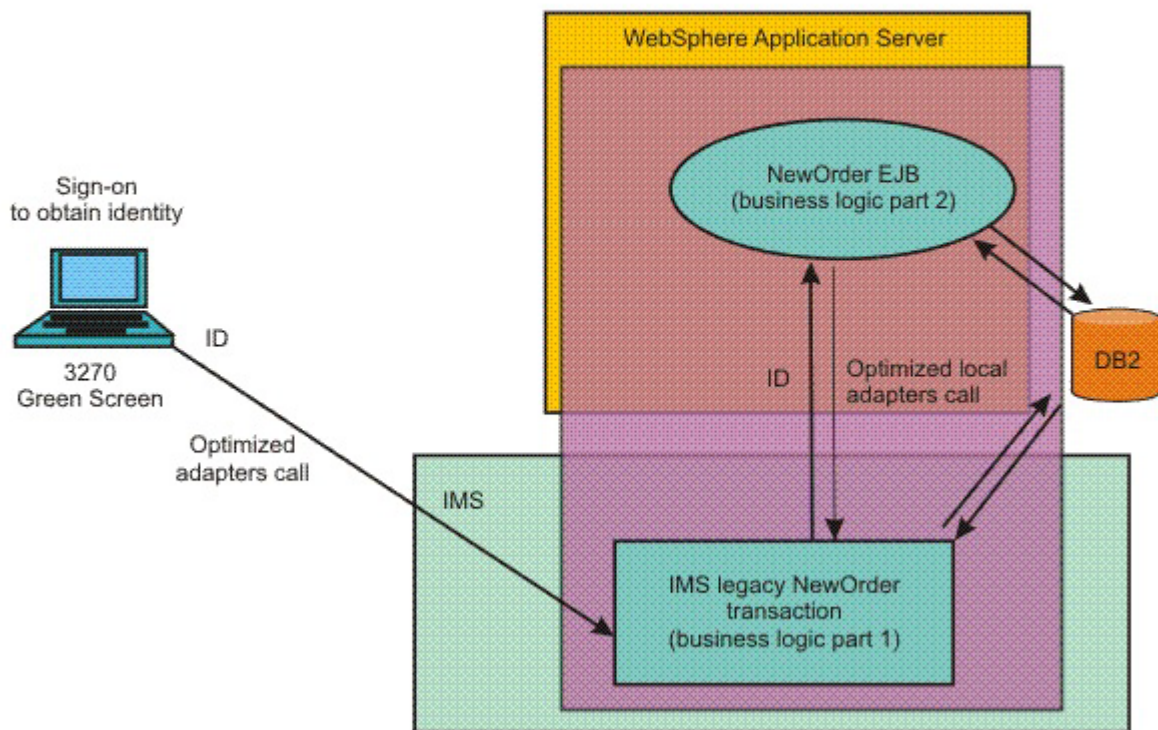 WebSphere Application Server
NewOrder EJB
(business logic part 2)
Sign-on
to obtain identity
ID
3270
Green Screen
Optimized
adapters call
ID
Optimized local
adapters call
DB2
IMS
IMS legacy NewOrder
transaction
(business logic part 1)